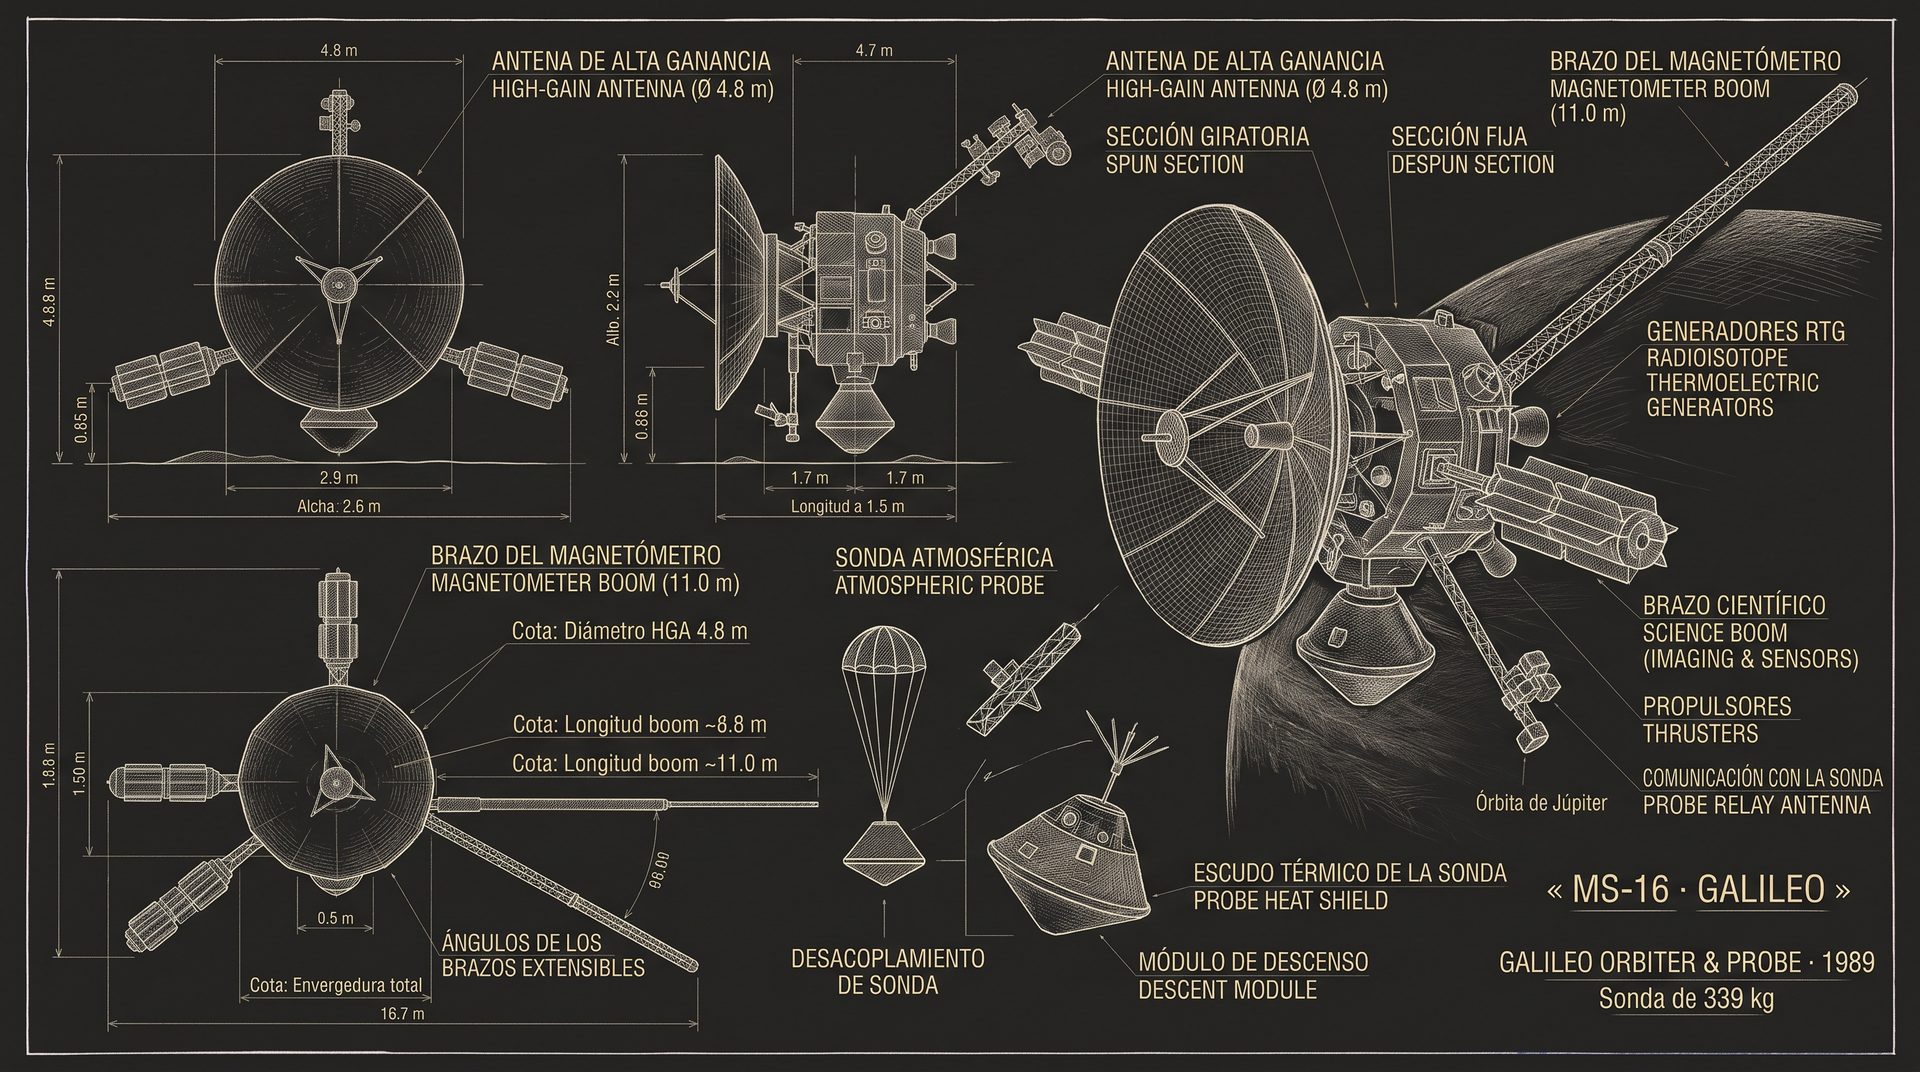 4.8 m
ANTENA DE ALTA GANANCIA
HIGH-GAIN ANTENNA (Ø 4.8 m)
4.8.8 m
0.85 m
2.9 m
Alcha: 2.6 m
4.7 m
Allo. 2.2 m
0.86 m
1.7 m
1.7 m
Longitud a 1.5 m
ANTENA DE ALTA GANANCIA
HIGH-GAIN ANTENNA (Ø 4.8 m)
SECCIÓN GIRATORIA
SPUN SECTION
SECCIÓN FIJA
DESPUN SECTION
BRAZO DEL MAGNETÓMETRO
MAGNETOMETER BOOM
(11.0 m)
GENERADORES RTG
RADIOISOTOPE
THERMOELECTRIC
GENERATORS
BRAZO CIENTÍFICO
SCIENCE BOOM
(IMAGING & SENSORS)
PROPULSORES
THRUSTERS
COMUNICACIÓN CON LA SONDA
PROBE RELAY ANTENNA
Órbita de Júpiter
BRAZO DEL MAGNETÓMETRO
MAGNETOMETER BOOM (11.0 m)
Cota: Diámetro HGA 4.8 m
Cota: Longitud boom ~8.8 m
Cota: Longitud boom ~11.0 m
1.8.8 m
1.50 m
0.5 m
ÁNGULOS DE LOS
BRAZOS EXTENSIBLES
Cota: Envergedura total
16.7 m
SONDA ATMOSFÉRICA
ATMOSPHERIC PROBE
DESACOPLAMIENTO
DE SONDA
ESCUDO TÉRMICO DE LA SONDA
PROBE HEAT SHIELD
MÓDULO DE DESCENSO
DESCENT MODULE
« MS-16 · GALILEO »
GALILEO ORBITER & PROBE · 1989
Sonda de 339 kg